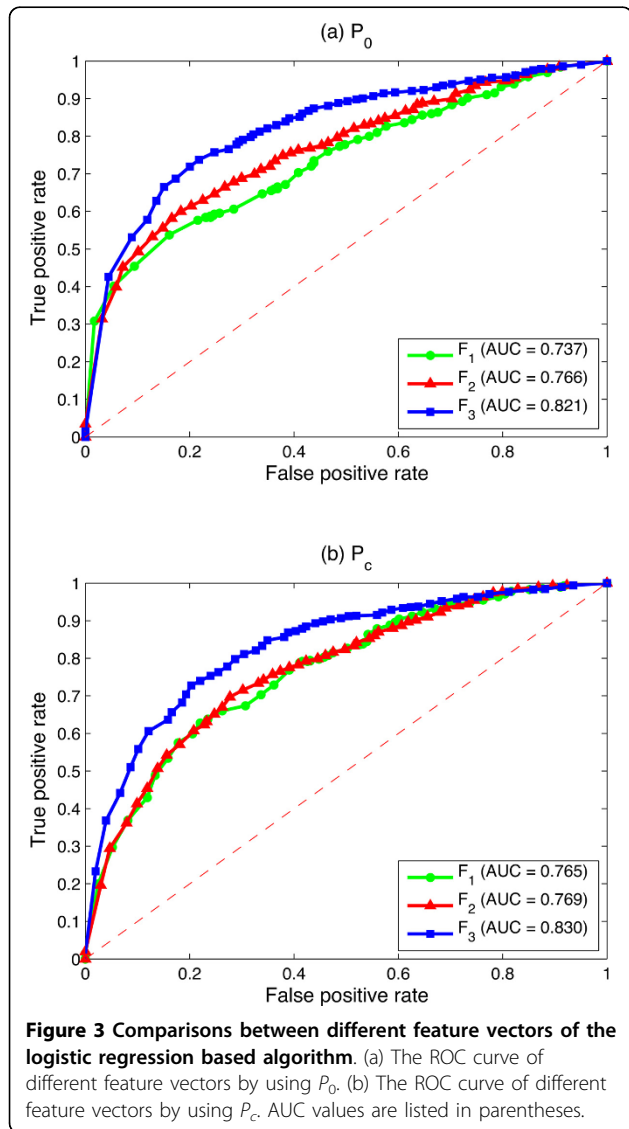 (a) P0
1
0.9
0.8
0.7
0.6
0.5
0.4
0.3
0.2
0.1
0
True positive rate
F1 (AUC = 0.737)
F2 (AUC = 0.766)
F3 (AUC = 0.821)
0 0.2 0.4 0.6 0.8 1
False positive rate
(b) Pc
1
0.9
0.8
0.7
0.6
0.5
0.4
0.3
0.2
0.1
0
True positive rate
F1 (AUC = 0.765)
F2 (AUC = 0.769)
F3 (AUC = 0.830)
0 0.2 0.4 0.6 0.8 1
False positive rate
Figure 3 Comparisons between different feature vectors of the
logistic regression based algorithm. (a) The ROC curve of
different feature vectors by using P0. (b) The ROC curve of different
feature vectors by using Pc. AUC values are listed in parentheses.